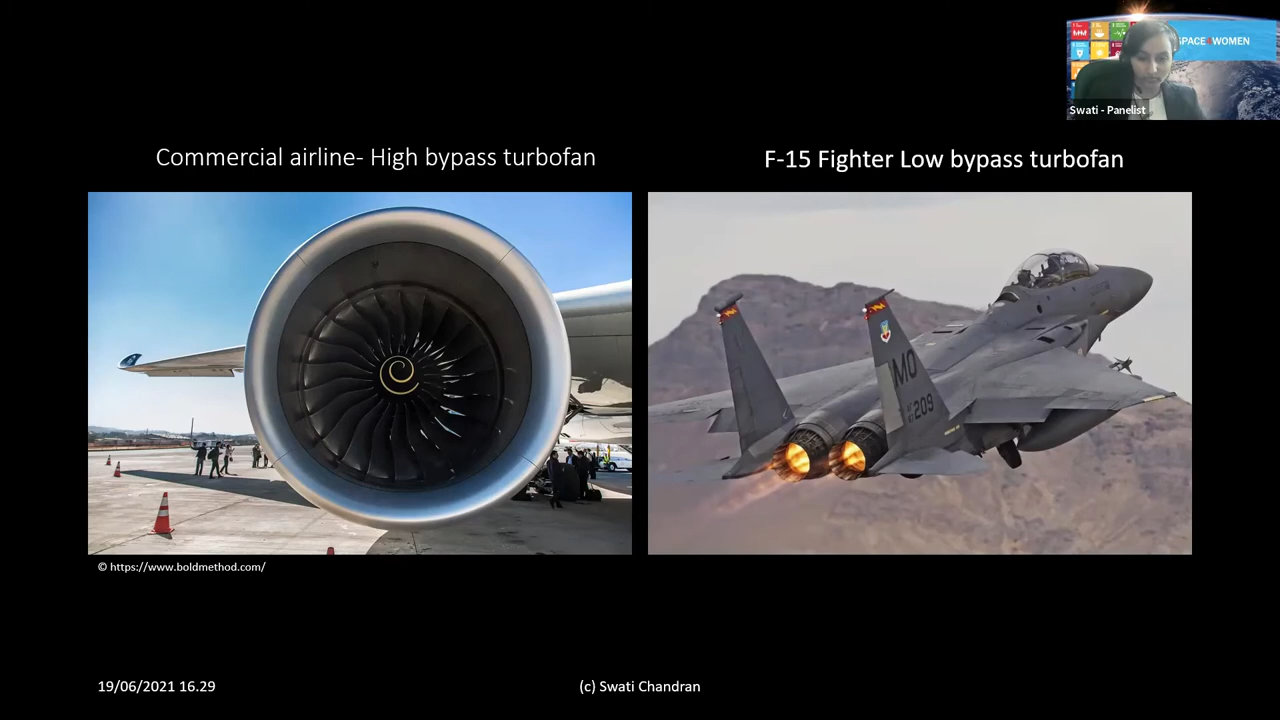 SPACE4WOMEN
Swati - Panelist
Commercial airline- High bypass turbofan
F-15 Fighter Low bypass turbofan
MO
209
© https://www.boldmethod.com/
19/06/2021 16.29
(c) Swati Chandran